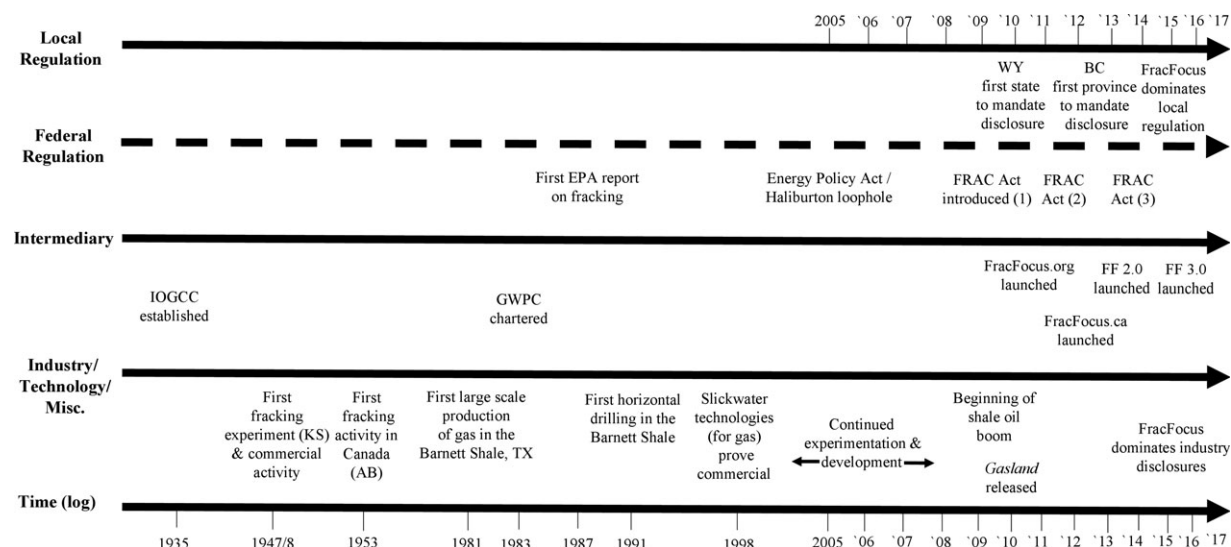 2005 `06 `07 `08 `09 `10 `11 `12 `13 `14 `15 `16 `17
Local
Regulation
WY
first state
to mandate
disclosure
BC
first province
to mandate
disclosure
FracFocus
dominates
local
regulation
Federal
Regulation
First EPA report
on fracking
Energy Policy Act /
Haliburton loophole
FRAC Act
introduced (1)
FRAC
Act (2)
FRAC
Act (3)
Intermediary
IOGCC
established
GWPC
chartered
FracFocus.org
launched
FF 2.0
launched
FF 3.0
launched
FracFocus.ca
launched
Industry/
Technology/
Misc.
First
fracking
experiment (KS)
& commercial
activity
First
fracking
activity in
Canada
(AB)
First large scale
production
of gas in the
Barnett Shale, TX
First horizontal
drilling in the
Barnett Shale
Slickwater
technologies
(for gas)
prove
commercial
Continued
experimentation &
development
Beginning of
shale oil
boom
Gasland
released
FracFocus
dominates industry
disclosures
Time (log)
1935 1947/8 1953 1981 1983 1987 1991 1998 2005 `06 `07 `08 `09 `10 `11 `12 `13 `14 `15 `16 `17